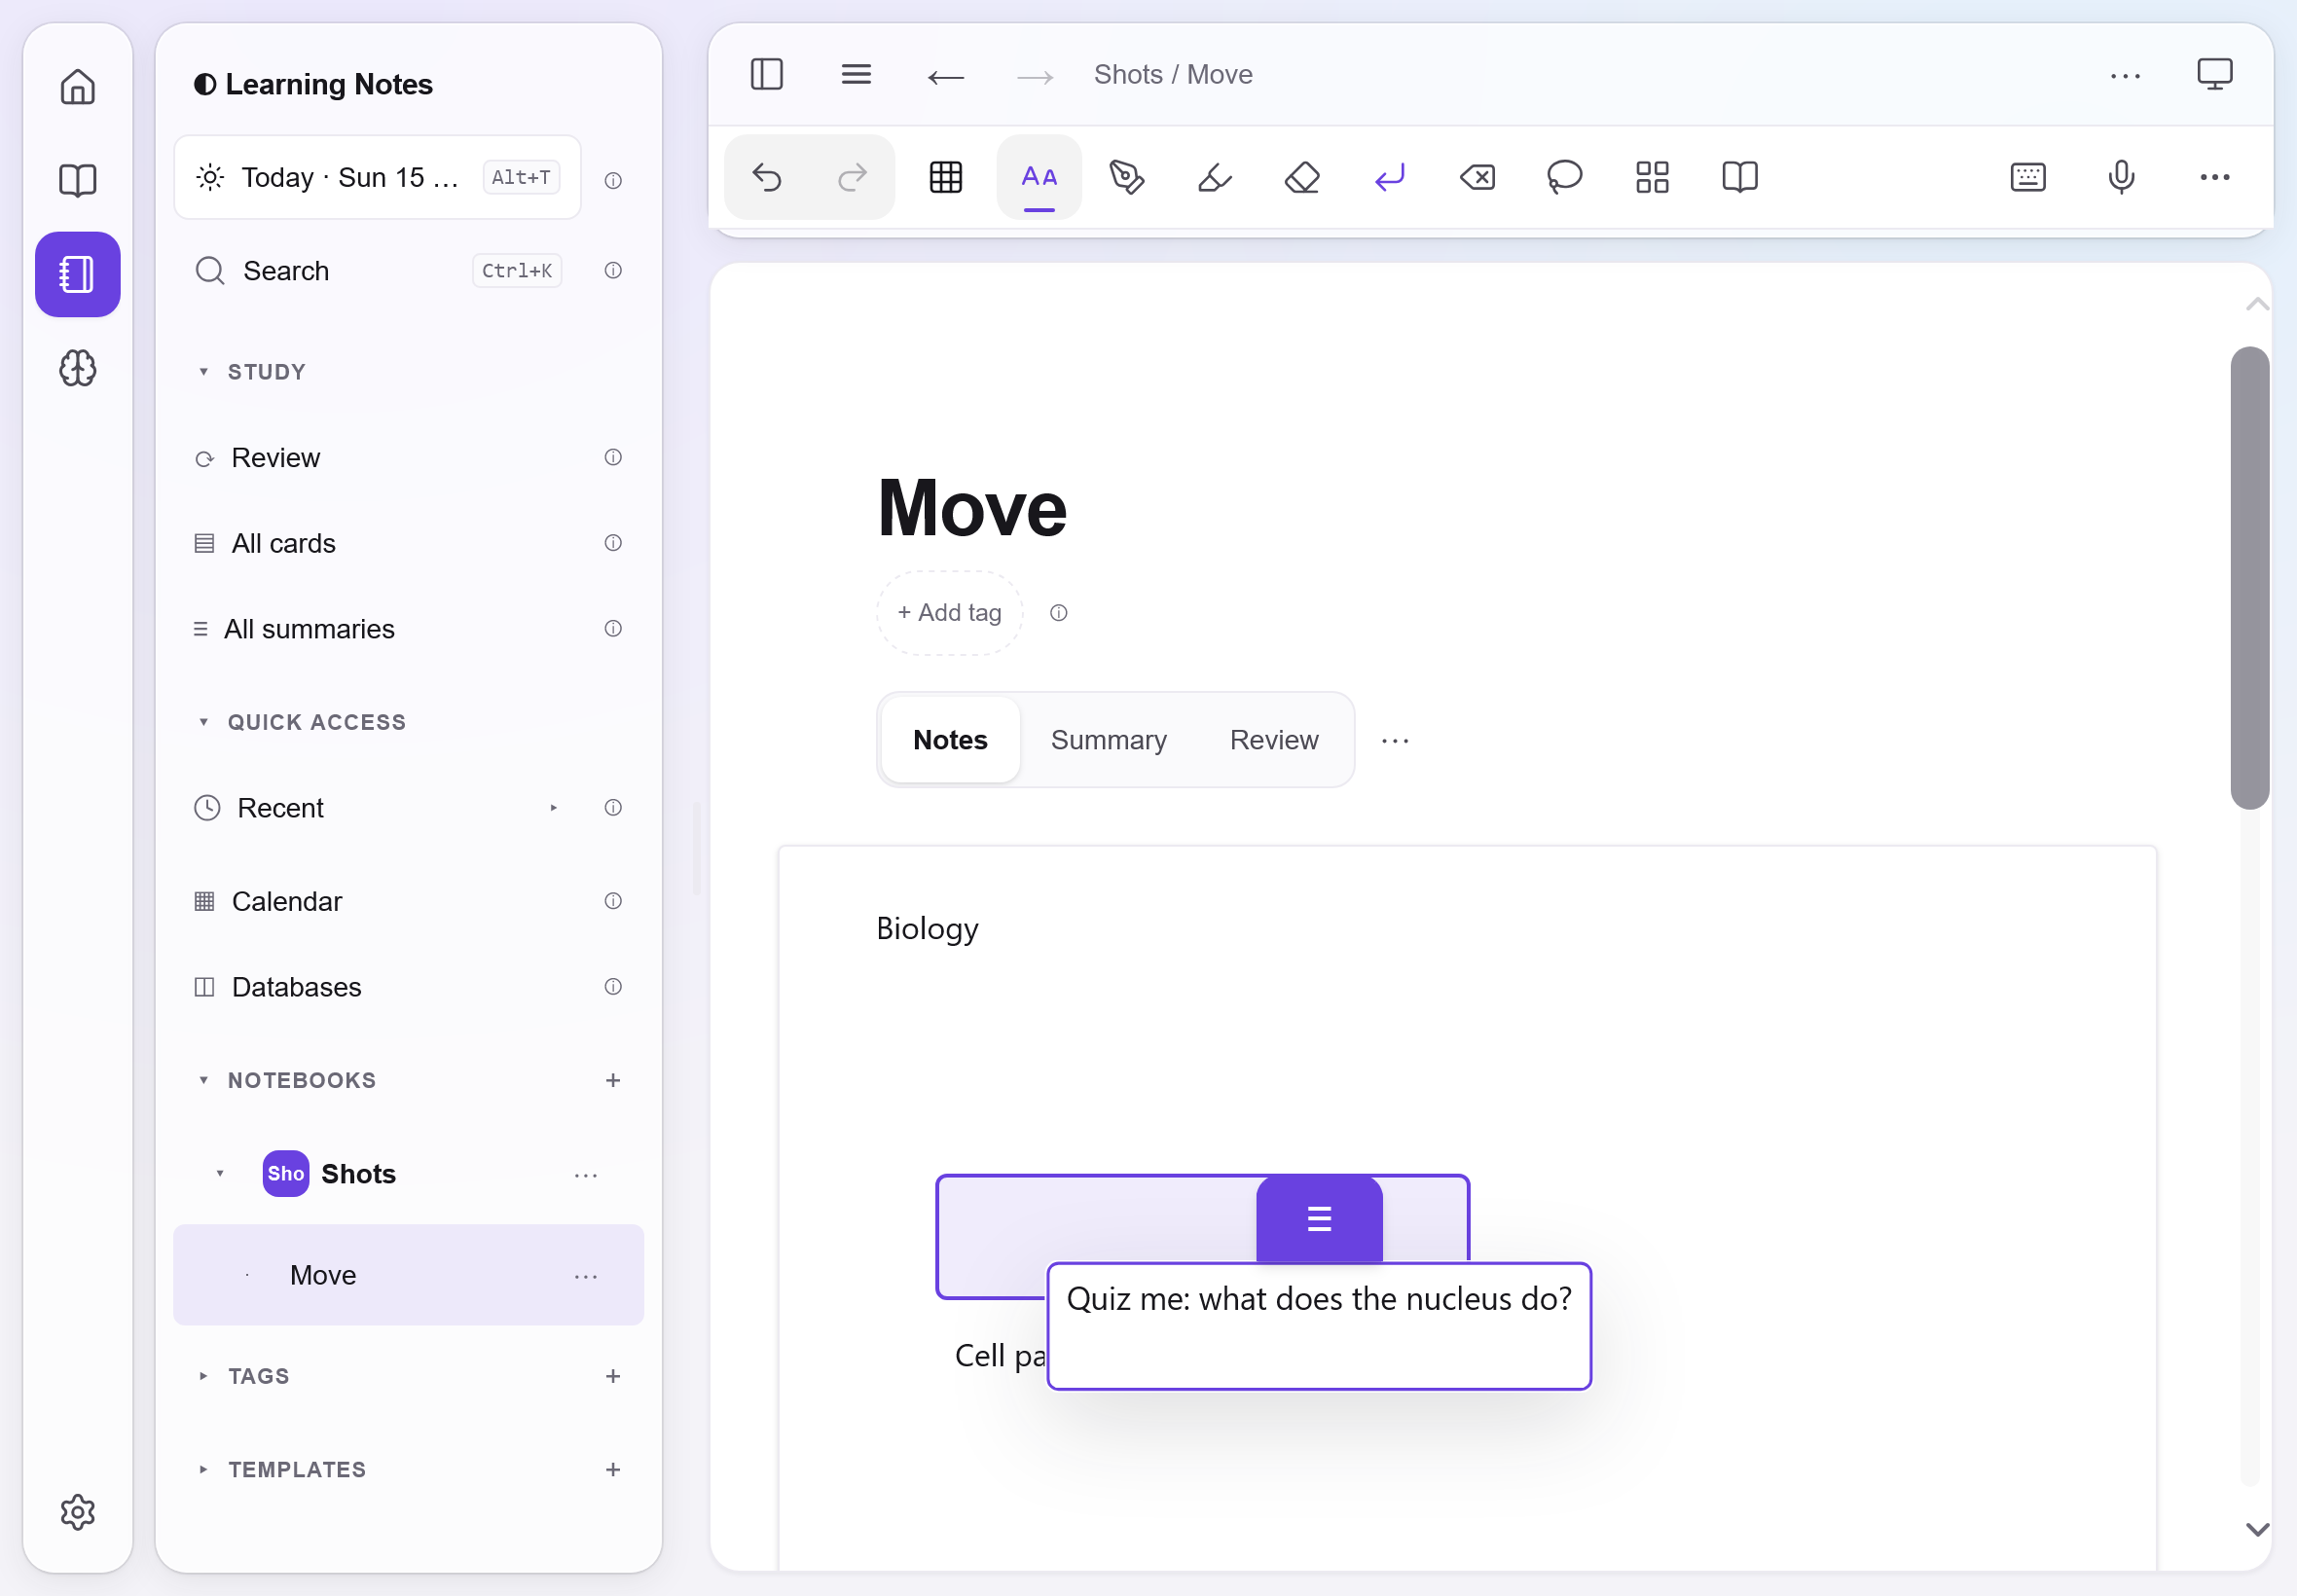 Learning Notes
Today · Sun 15 ... Alt+T
Search Ctrl+K
STUDY
Review
All cards
All summaries
QUICK ACCESS
Recent
Calendar
Databases
NOTEBOOKS
Sho Shots
Move
TAGS
TEMPLATES
Shots / Move
AA
Move
+ Add tag
Notes Summary Review
Biology
Quiz me: what does the nucleus do?
Cell